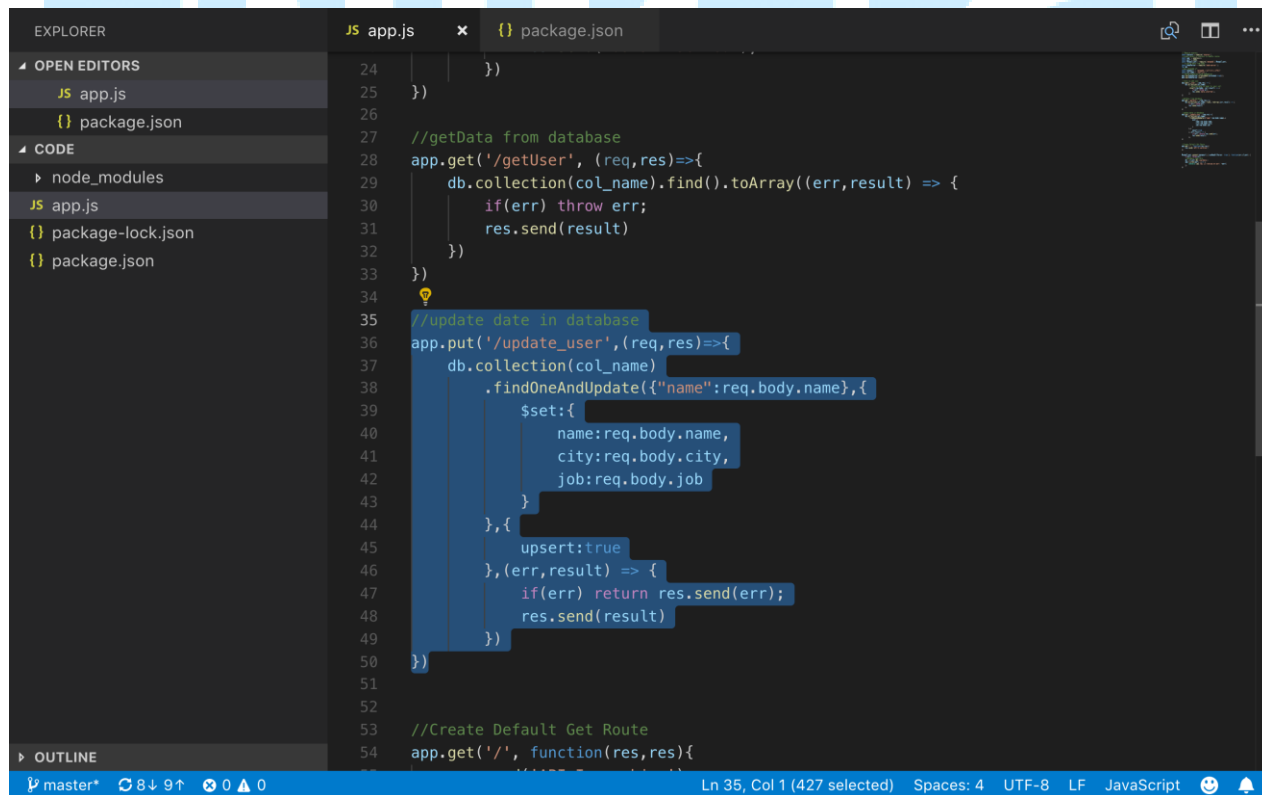 EXPLORER
OPEN EDITORS
JS app.js
{} package.json
CODE
node_modules
JS app.js
{} package-lock.json
{} package.json
OUTLINE
JS app.js ×
{} package.json
24 })
25 })
26
27 //getData from database
28 app.get('/getUser', (req,res)=>{
29 db.collection(col_name).find().toArray((err,result) => {
30 if(err) throw err;
31 res.send(result)
32 })
33 })
34
35 //update date in database
36 app.put('/update_user',(req,res)=>{
37 db.collection(col_name)
38 .findOneAndUpdate({"name":req.body.name},{
39 $set:{
40 name:req.body.name,
41 city:req.body.city,
42 job:req.body.job
43 }
44 },{
45 upsert:true
46 },(err,result) => {
47 if(err) return res.send(err);
48 res.send(result)
49 })
50 })
51
52
53 //Create Default Get Route
54 app.get('/', function(res,res){
master* 8↓ 9↑ 0 0 Ln 35, Col 1 (427 selected) Spaces: 4 UTF-8 LF JavaScript